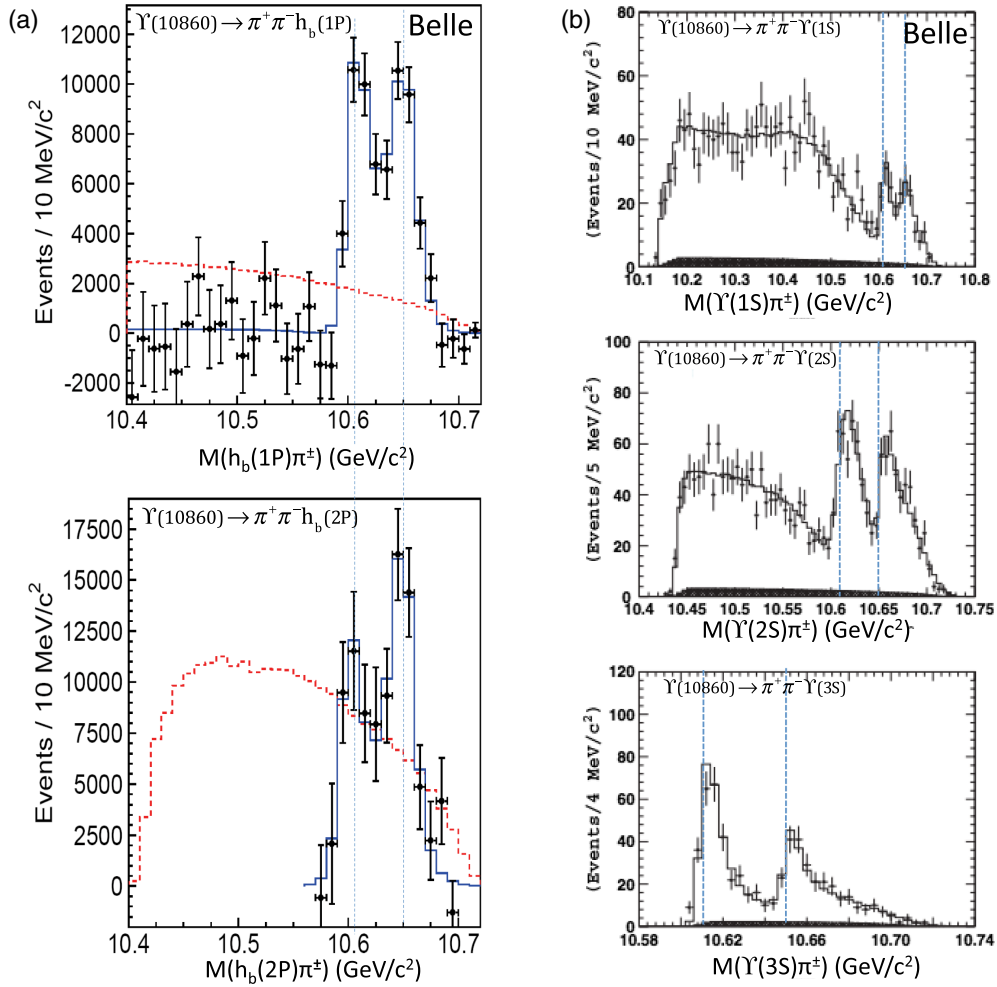 (a)
ϒ(10860)→π⁺π⁻h_b(1P)
Belle
12000
10000
8000
6000
4000
2000
0
-2000
Events / 10 MeV/c²
10.4
10.5
10.6
10.7
M(h_b(1P)π±) (GeV/c²)
ϒ(10860)→π⁺π⁻h_b(2P)
17500
15000
12500
10000
7500
5000
2500
0
Events / 10 MeV/c²
10.4
10.5
10.6
10.7
M(h_b(2P)π±) (GeV/c²)
(b)
ϒ(10860)→π⁺π⁻ϒ(1S)
Belle
80
60
40
20
0
(Events/10 MeV/c²)
10.1 10.2 10.3 10.4 10.5 10.6 10.7 10.8
M(ϒ(1S)π±) (GeV/c²)
ϒ(10860)→π⁺π⁻ϒ(2S)
100
80
60
40
20
0
(Events/5 MeV/c²)
10.4 10.45 10.5 10.55 10.6 10.65 10.7 10.75
M(ϒ(2S)π±) (GeV/c²)
ϒ(10860)→π⁺π⁻ϒ(3S)
120
100
80
60
40
20
0
(Events/4 MeV/c²)
10.58 10.62 10.66 10.70 10.74
M(ϒ(3S)π±) (GeV/c²)